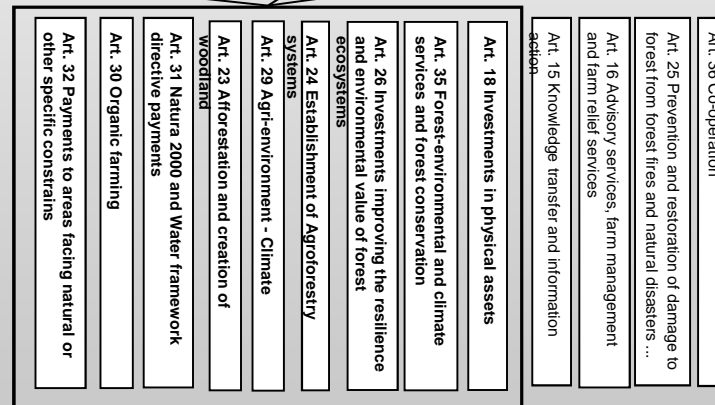 Art. 32 Payments to areas facing natural or
other specific constrains
Art. 30 Organic farming
Art. 31 Natura 2000 and Water framework
directive payments
Art. 23 Afforestation and creation of
woodland
Art. 29 Agri-environment - Climate
Art. 24 Establishment of Agroforestry
systems
Art. 26 Investments improving the resilience
and environmental value of forest
ecosystems
Art. 35 Forest-environmental and climate
services and forest conservation
Art. 18 Investments in physical assets
Art. 15 Knowledge transfer and information
action
Art. 16 Advisory services, farm management
and farm relief services
Art. 25 Prevention and restoration of damage to
forest from forest fires and natural disasters ...
Co-operation